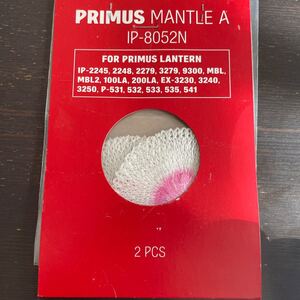 PRIMUS MANTLE A
IP-8052N
FOR PRIMUS LANTERN
IP-2245, 2248, 2279, 3279, 9300, MBL,
MBL2, 100LA, 200LA, EX-3230, 3240,
3250, P-531, 532, 533, 535, 541
2 PCS